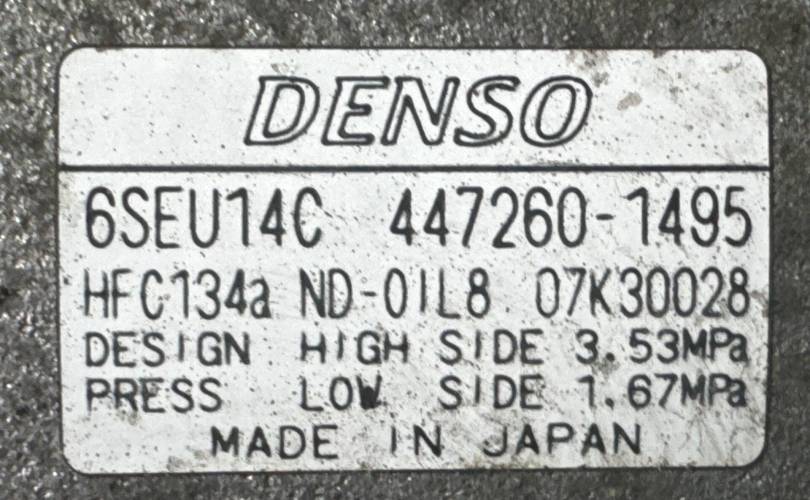 DENSO
6SEU14C 447260-1495
HFC134a ND-OIL8 07K30028
DESIGN HIGH SIDE 3.53MPa
PRESS LOW SIDE 1.67MPa
MADE IN JAPAN